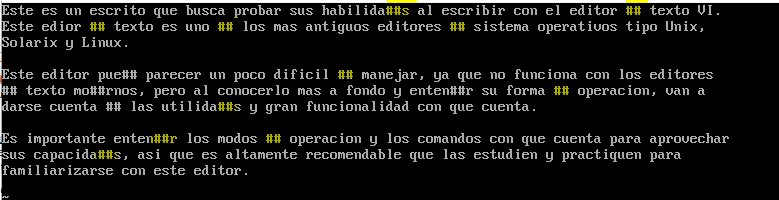 Este es un escrito que busca probar sus habilida##s al escribir con el editor ## texto VI.
Este edior ## texto es uno ## los mas antiguos editores ## sistema operativos tipo Unix,
Solarix y Linux.
Este editor pue## parecer un poco dificil ## manejar, ya que no funciona con los editores
## texto mo##rnos, pero al conocerlo mas a fondo y enten##r su forma ## operacion, van a
darse cuenta ## las utilida##s y gran funcionalidad con que cuenta.
Es importante enten##r los modos ## operacion y los comandos con que cuenta para aprovechar
sus capacida##s, asi que es altamente recomendable que las estudien y practiquen para
familiarizarse con este editor.
~